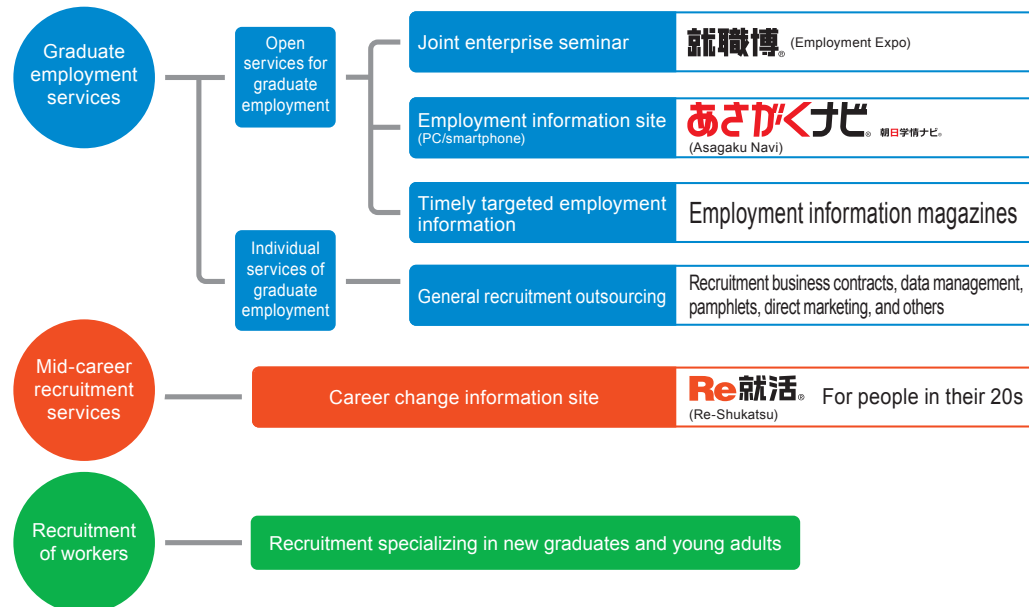 Graduate
employment
services
Open
services for
graduate
employment
Joint enterprise seminar
就職博® (Employment Expo)
Employment information site
(PC/smartphone)
あさがくナビ® 朝日学情ナビ®
(Asagaku Navi)
Timely targeted employment
information
Employment information magazines
Individual
services of
graduate
employment
General recruitment outsourcing
Recruitment business contracts, data management,
pamphlets, direct marketing, and others
Mid-career
recruitment
services
Career change information site
Re就活® For people in their 20s
(Re-Shukatsu)
Recruitment
of workers
Recruitment specializing in new graduates and young adults